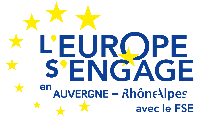 L'EUROPE
S'ENGAGE
en AUVERGNE – RhôneAlpes
avec le FSE